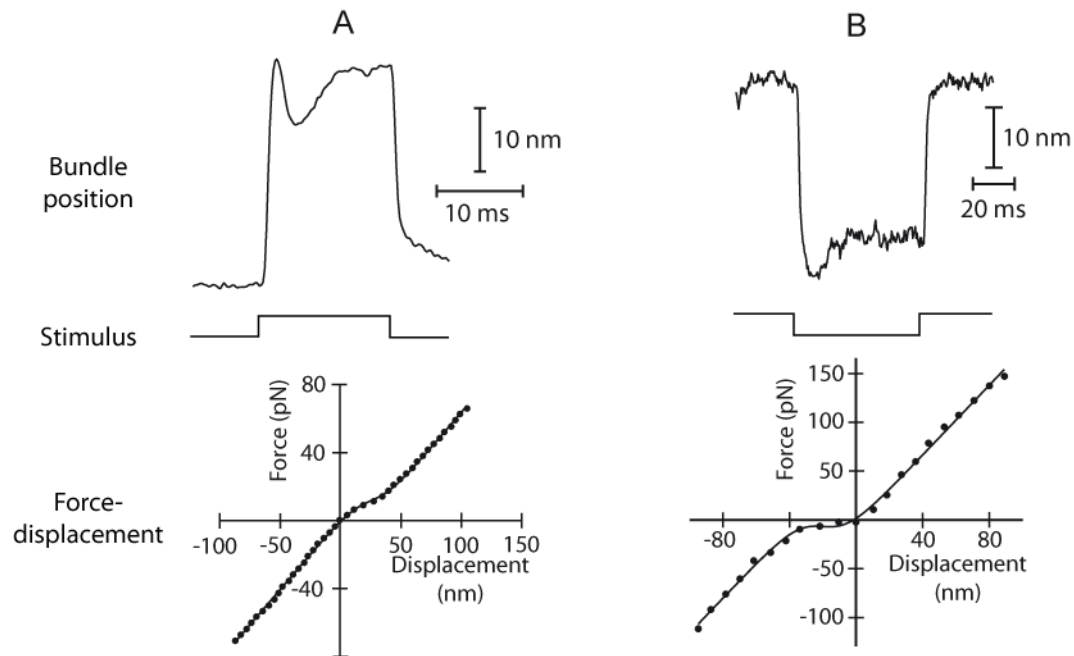 A
B
Bundle
position
10 nm
10 ms
10 nm
20 ms
Stimulus
Force-
displacement
Force (pN)
80
40
-40
-100
-50
50
100
150
Displacement
(nm)
Force (pN)
150
100
50
-50
-100
-80
40
80
Displacement
(nm)